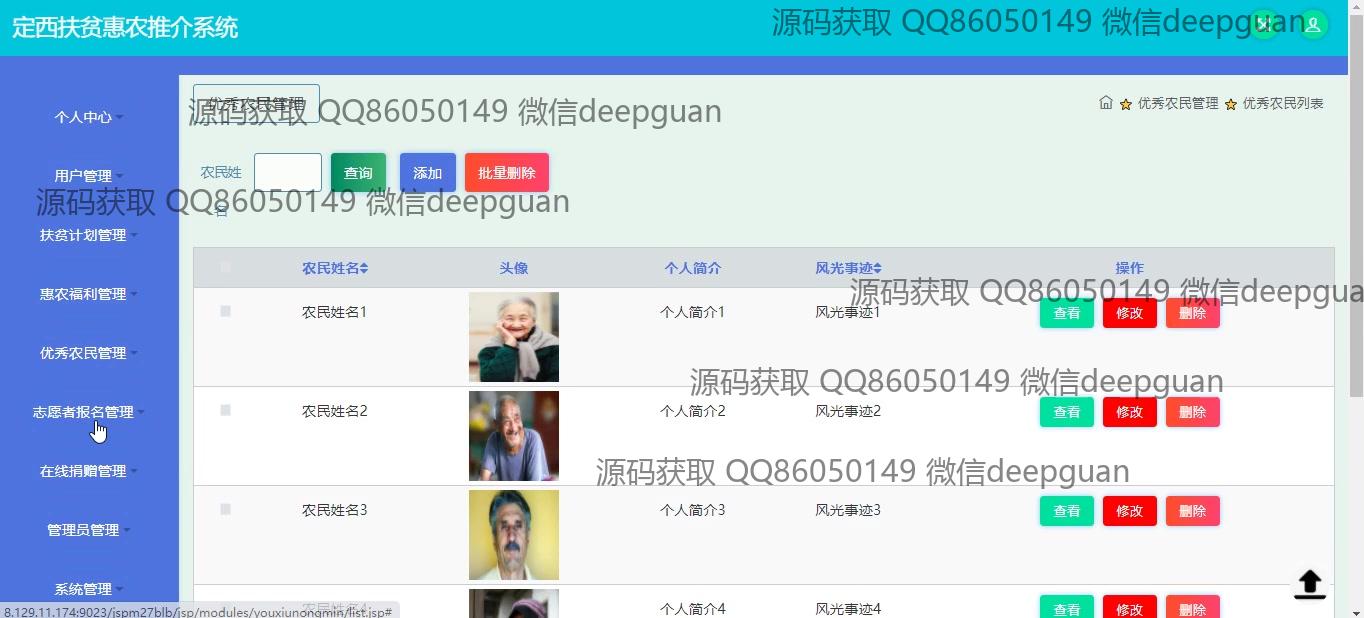 定西扶贫惠农推介系统
源码获取 QQ86050149 微信deepguan
优秀农民管理
源码获取 QQ86050149 微信deepguan
优秀农民管理 优秀农民列表
个人中心
用户管理
扶贫计划管理
惠农福利管理
优秀农民管理
志愿者报名管理
在线捐赠管理
管理员管理
系统管理
农民姓名
查询 添加 批量删除
源码获取 QQ86050149 微信deepguan
农民姓名 头像 个人简介 风光事迹 操作
源码获取 QQ86050149 微信deepgua
农民姓名1 个人简介1 风光事迹1 查看 修改 删除
源码获取 QQ86050149 微信deepguan
农民姓名2 个人简介2 风光事迹2 查看 修改 删除
源码获取 QQ86050149 微信deepguan
农民姓名3 个人简介3 风光事迹3 查看 修改 删除
农民姓名4 个人简介4 风光事迹4 查看 修改 删除
8.129.11.174:9023/jspm27blb/jsp/modules/youxiunongmin/list.jsp#